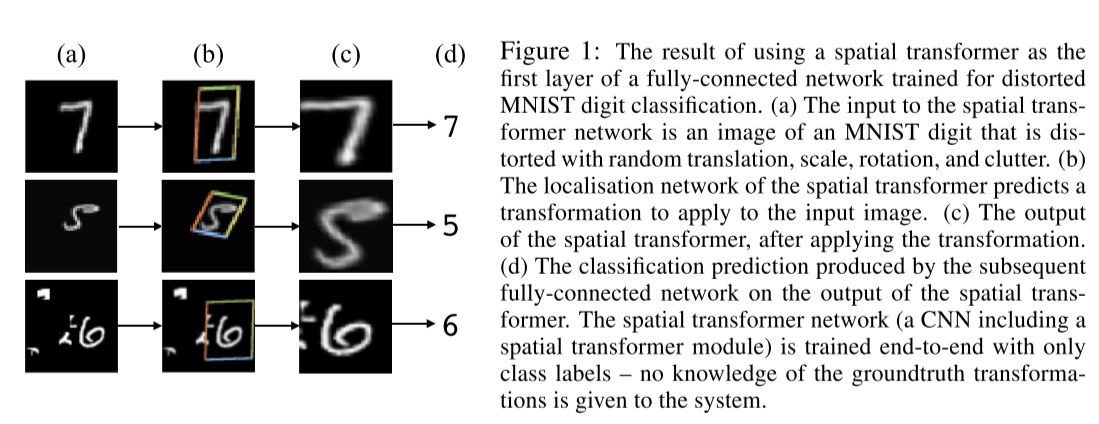 (a) (b) (c) (d)
7
5
6
Figure 1: The result of using a spatial transformer as the
first layer of a fully-connected network trained for distorted
MNIST digit classification. (a) The input to the spatial trans-
former network is an image of an MNIST digit that is dis-
torted with random translation, scale, rotation, and clutter. (b)
The localisation network of the spatial transformer predicts a
transformation to apply to the input image. (c) The output
of the spatial transformer, after applying the transformation.
(d) The classification prediction produced by the subsequent
fully-connected network on the output of the spatial trans-
former. The spatial transformer network (a CNN including a
spatial transformer module) is trained end-to-end with only
class labels – no knowledge of the groundtruth transforma-
tions is given to the system.